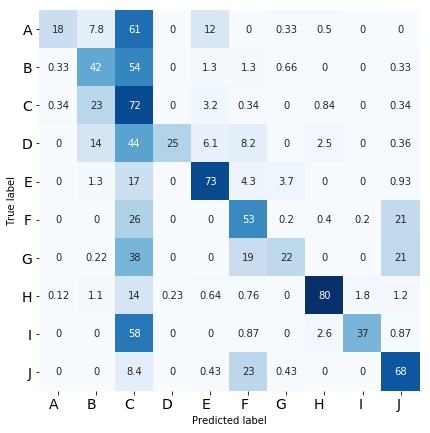 A 18 7.8 61 0 12 0 0.33 0.5 0 0
B 0.33 42 54 0 1.3 1.3 0.66 0 0 0.33
C 0.34 23 72 0 3.2 0.34 0 0.84 0 0.34
D 0 14 44 25 6.1 8.2 0 2.5 0 0.36
E 0 1.3 17 0 73 4.3 3.7 0 0 0.93
F 0 0 26 0 0 53 0.2 0.4 0.2 21
G 0 0.22 38 0 0 19 22 0 0 21
H 0.12 1.1 14 0.23 0.64 0.76 0 80 1.8 1.2
I 0 0 58 0 0 0.87 0 2.6 37 0.87
J 0 0 8.4 0 0.43 23 0.43 0 0 68
A B C D E F G H I J
Predicted label
True label